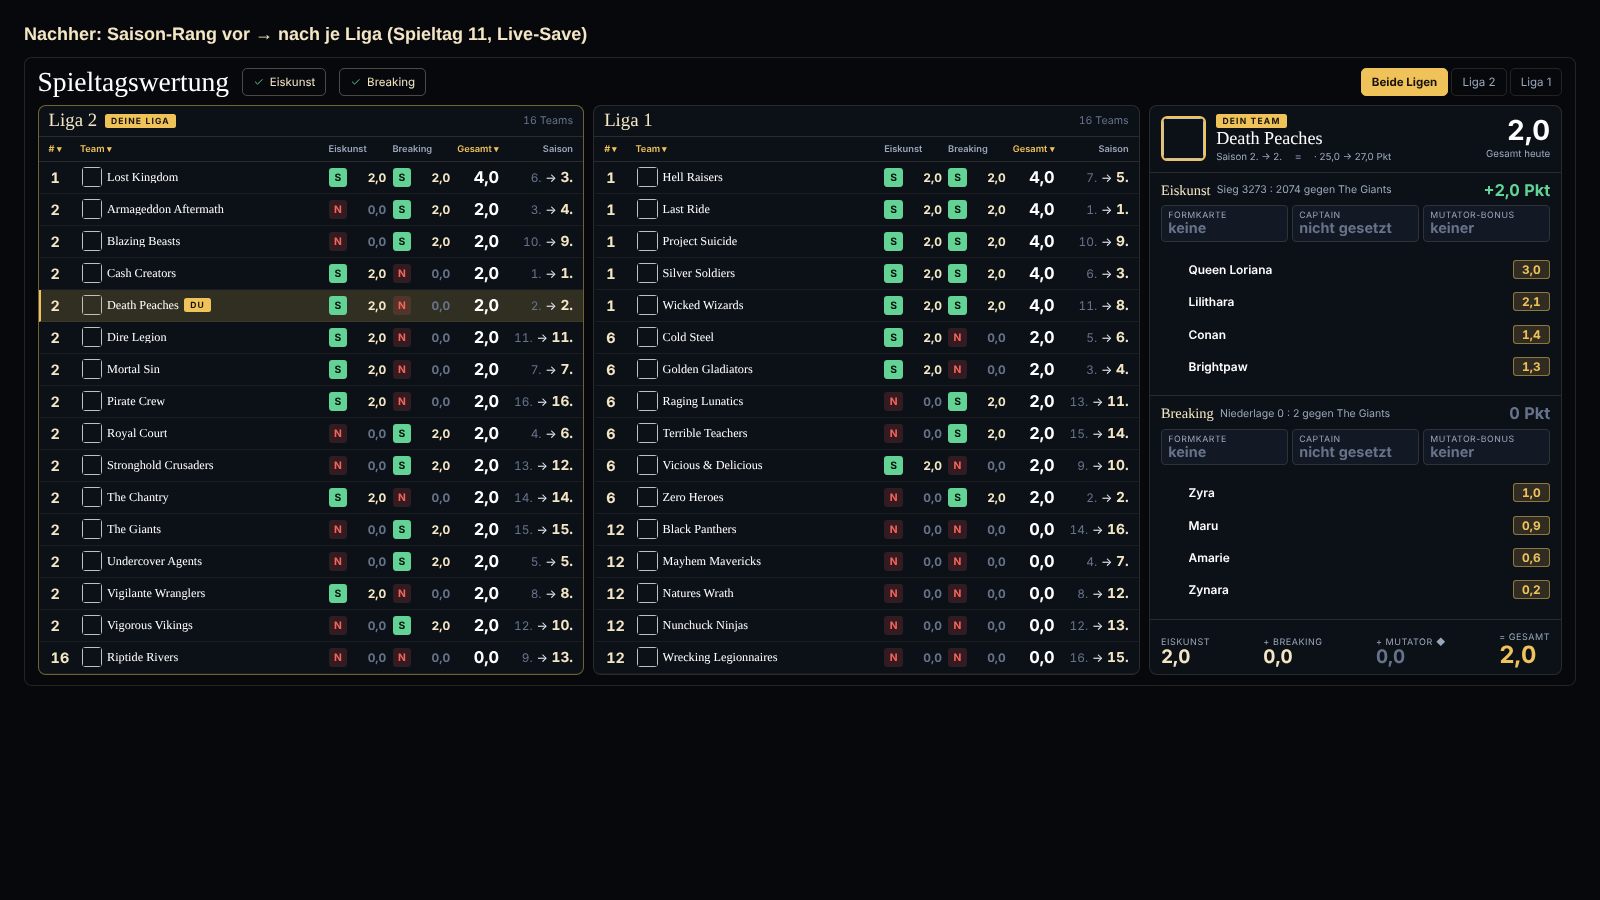 Nachher: Saison-Rang vor → nach je Liga (Spieltag 11, Live-Save)
Spieltagswertung ✓ Eiskunst ✓ Breaking Beide Ligen Liga 2 Liga 1
Liga 2 DEINE LIGA 16 Teams
# ▾ Team ▾ Eiskunst Breaking Gesamt ▾ Saison
1 Lost Kingdom S 2,0 S 2,0 4,0 6. → 3.
2 Armageddon Aftermath N 0,0 S 2,0 2,0 3. → 4.
2 Blazing Beasts N 0,0 S 2,0 2,0 10. → 9.
2 Cash Creators S 2,0 N 0,0 2,0 1. → 1.
2 Death Peaches DU S 2,0 N 0,0 2,0 2. → 2.
2 Dire Legion S 2,0 N 0,0 2,0 11. → 11.
2 Mortal Sin S 2,0 N 0,0 2,0 7. → 7.
2 Pirate Crew S 2,0 N 0,0 2,0 16. → 16.
2 Royal Court N 0,0 S 2,0 2,0 4. → 6.
2 Stronghold Crusaders N 0,0 S 2,0 2,0 13. → 12.
2 The Chantry S 2,0 N 0,0 2,0 14. → 14.
2 The Giants N 0,0 S 2,0 2,0 15. → 15.
2 Undercover Agents N 0,0 S 2,0 2,0 5. → 5.
2 Vigilante Wranglers S 2,0 N 0,0 2,0 8. → 8.
2 Vigorous Vikings N 0,0 S 2,0 2,0 12. → 10.
16 Riptide Rivers N 0,0 N 0,0 0,0 9. → 13.
Liga 1 16 Teams
# ▾ Team ▾ Eiskunst Breaking Gesamt ▾ Saison
1 Hell Raisers S 2,0 S 2,0 4,0 7. → 5.
1 Last Ride S 2,0 S 2,0 4,0 1. → 1.
1 Project Suicide S 2,0 S 2,0 4,0 10. → 9.
1 Silver Soldiers S 2,0 S 2,0 4,0 6. → 3.
1 Wicked Wizards S 2,0 S 2,0 4,0 11. → 8.
6 Cold Steel S 2,0 N 0,0 2,0 5. → 6.
6 Golden Gladiators S 2,0 N 0,0 2,0 3. → 4.
6 Raging Lunatics N 0,0 S 2,0 2,0 13. → 11.
6 Terrible Teachers N 0,0 S 2,0 2,0 15. → 14.
6 Vicious & Delicious S 2,0 N 0,0 2,0 9. → 10.
6 Zero Heroes N 0,0 S 2,0 2,0 2. → 2.
12 Black Panthers N 0,0 N 0,0 0,0 14. → 16.
12 Mayhem Mavericks N 0,0 N 0,0 0,0 4. → 7.
12 Natures Wrath N 0,0 N 0,0 0,0 8. → 12.
12 Nunchuck Ninjas N 0,0 N 0,0 0,0 12. → 13.
12 Wrecking Legionnaires N 0,0 N 0,0 0,0 16. → 15.
DEIN TEAM
Death Peaches 2,0
Saison 2. → 2. = · 25,0 → 27,0 Pkt Gesamt heute
Eiskunst Sieg 3273 : 2074 gegen The Giants +2,0 Pkt
FORMKARTE CAPTAIN MUTATOR-BONUS
keine nicht gesetzt keiner
Queen Loriana 3,0
Lilithara 2,1
Conan 1,4
Brightpaw 1,3
Breaking Niederlage 0 : 2 gegen The Giants 0 Pkt
FORMKARTE CAPTAIN MUTATOR-BONUS
keine nicht gesetzt keiner
Zyra 1,0
Maru 0,9
Amarie 0,6
Zynara 0,2
EISKUNST + BREAKING + MUTATOR ◆ = GESAMT
2,0 0,0 0,0 2,0